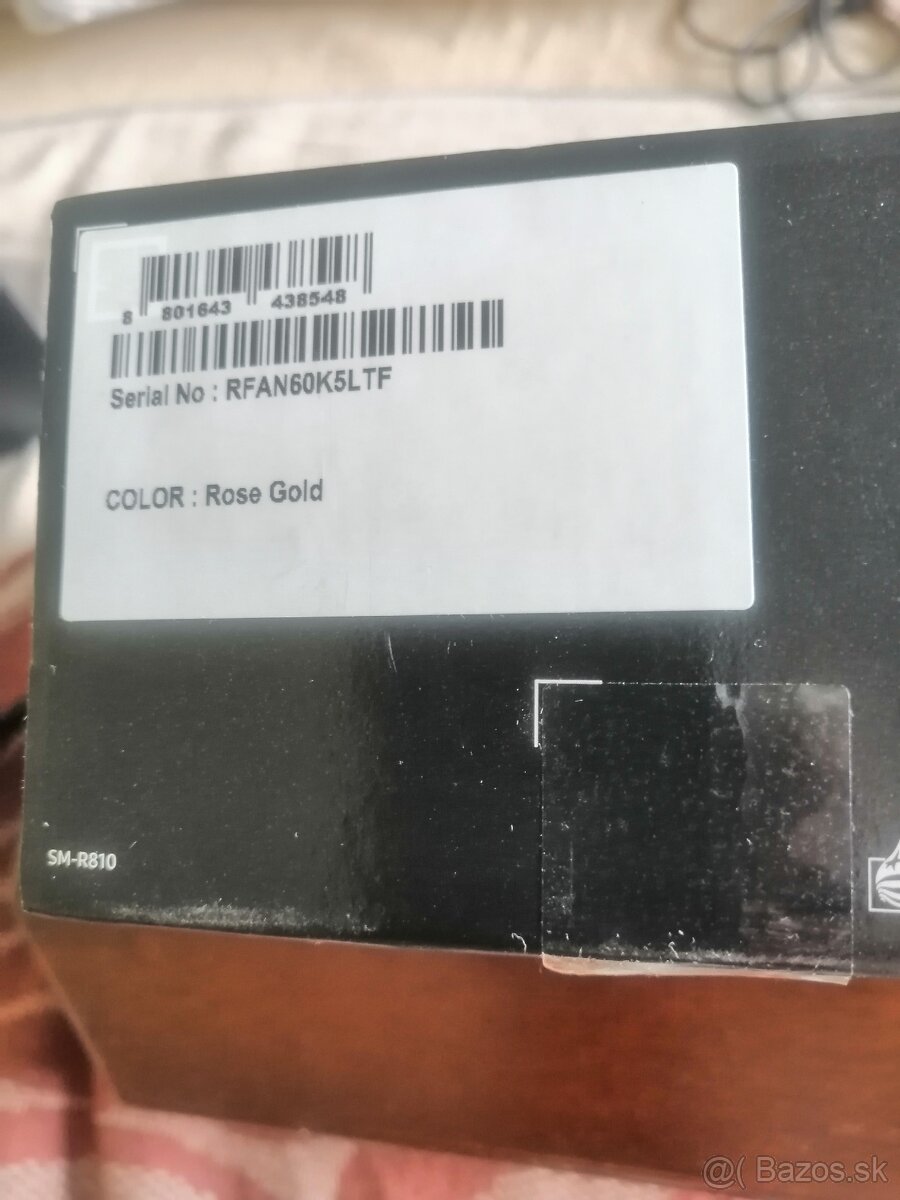 8 801643 438548
Serial No : RFAN60K5LTF
COLOR : Rose Gold
SM-R810
@( Bazos.sk